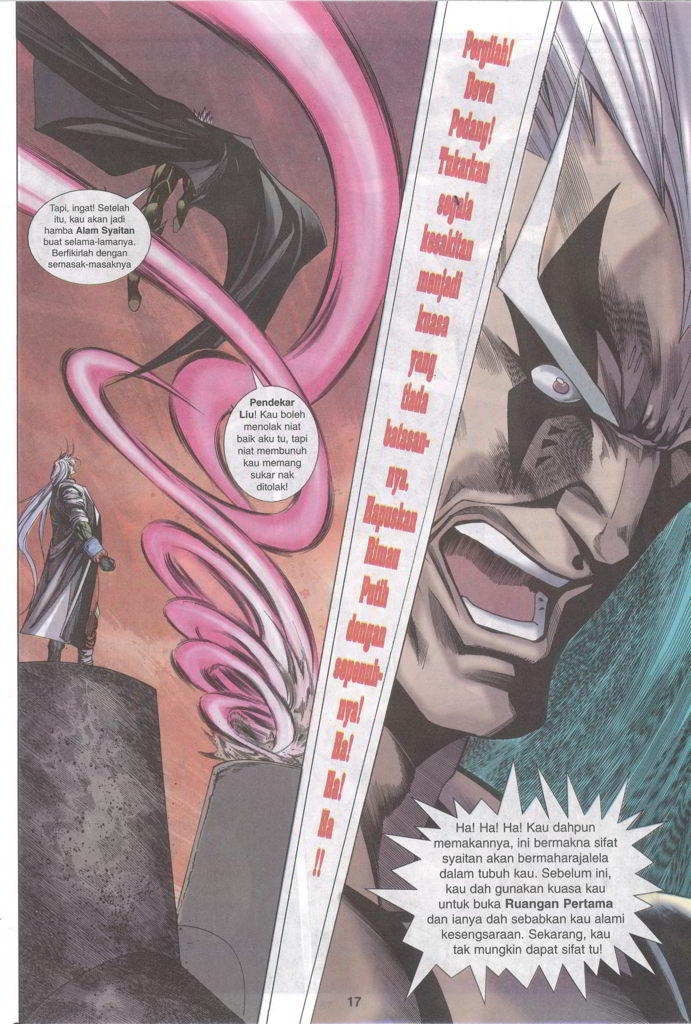 Tapi, ingat! Setelah
itu, kau akan jadi
hamba Alam Syaitan
buat selama-lamanya.
Berfikirlah dengan
semasak-masaknya
Pendekar
Liu! Kau boleh
menolak niat
baik aku tu, tapi
niat membunuh
kau memang
sukar nak
ditolak!
Pergilah!
Dewa
Pedang!
Tukarkan
segala
kesakitan
menjadi
kuasa
yang
tiada
batasan-
nya.
Hapuskan
Rimau
Putih
dengan
sepenuh-
nya!
Ha!
Ha!
Ha
!!
Ha! Ha! Ha! Kau dahpun
memakannya, ini bermakna sifat
syaitan akan bermaharajalela
dalam tubuh kau. Sebelum ini,
kau dah gunakan kuasa kau
untuk buka Ruangan Pertama
dan ianya dah sebabkan kau alami
kesengsaraan. Sekarang, kau
tak mungkin dapat sifat tu!
17